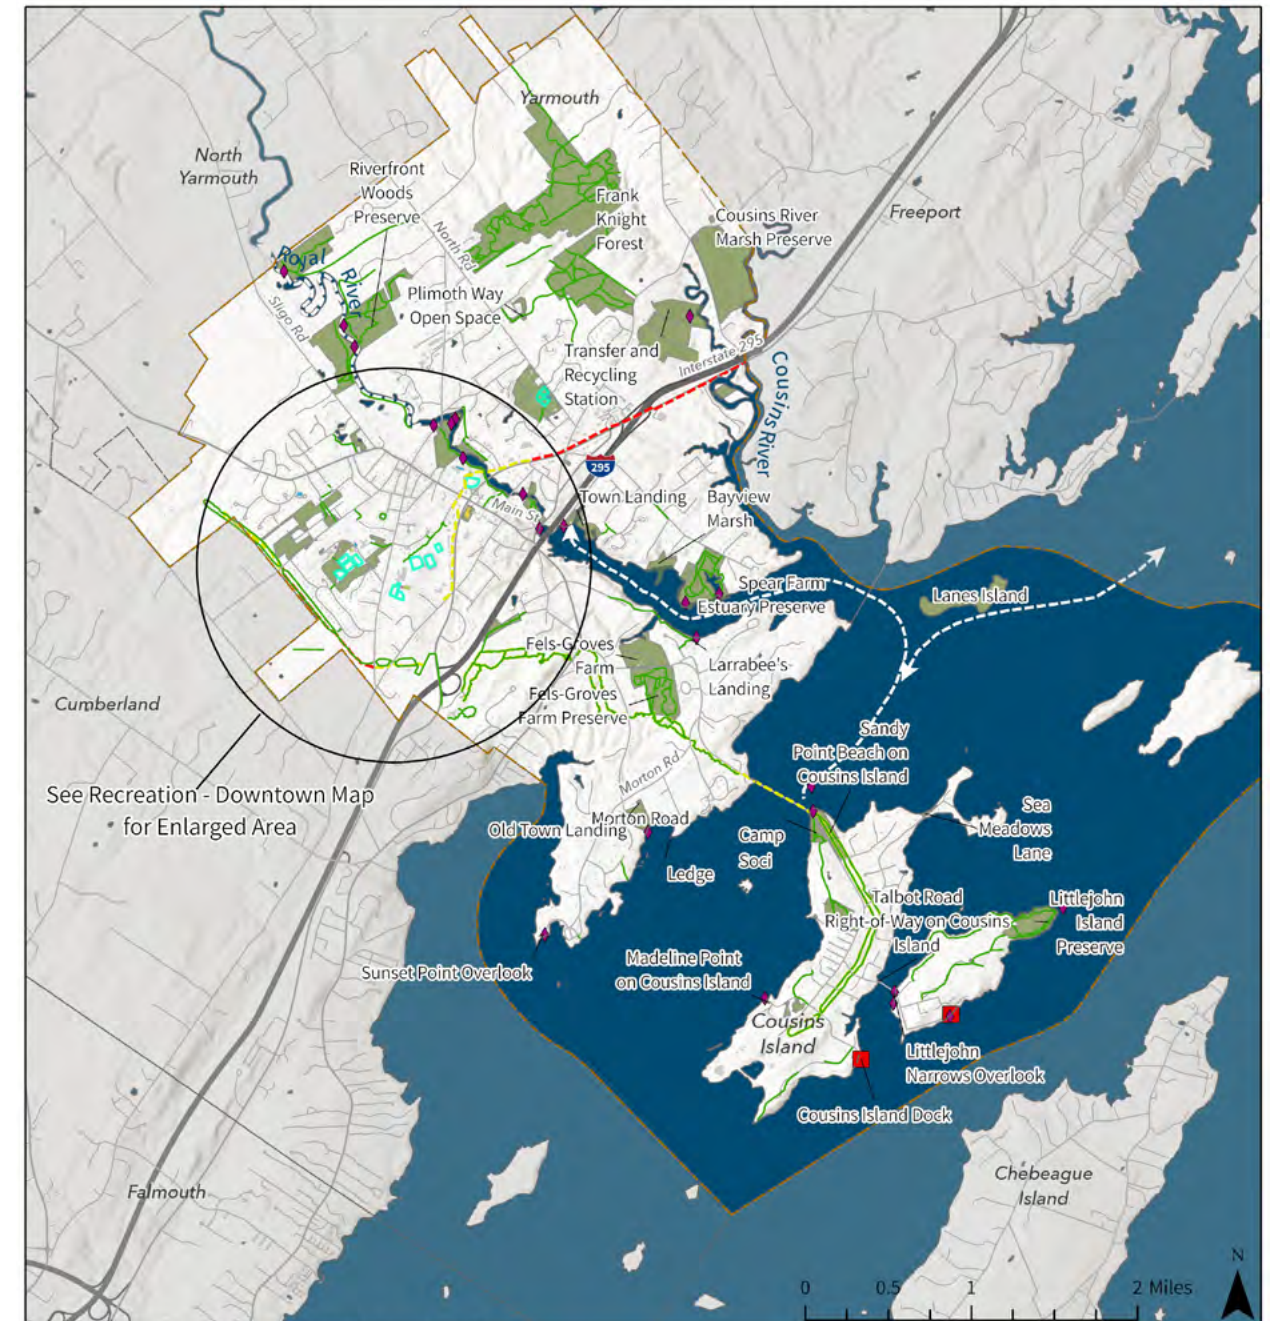 Yarmouth
North
Yarmouth
Riverfront
Woods
Preserve
Frank
Knight
Forest
Cousins River
Marsh Preserve
Freeport
North Rd
Royal
River
Sligo Rd
Plimoth Way
Open Space
Transfer and
Recycling
Station
Interstate 295
Cousins River
295
Town Landing
Bayview
Marsh
Main St
Spear Farm
Estuary Preserve
Lanes Island
Fels-Groves
Farm
Larrabee's
Landing
Fels-Groves
Farm Preserve
Cumberland
Sandy
Point Beach on
Cousins Island
See Recreation - Downtown Map
for Enlarged Area
Morton Rd
Morton Road
Old Town Landing
Ledge
Camp
Soci
Sea
Meadows
Lane
Talbot Road
Right-of-Way on Cousins
Island
Littlejohn
Island
Preserve
Sunset Point Overlook
Madeline Point
on Cousins Island
Cousins
Island
Littlejohn
Narrows Overlook
Cousins Island Dock
Falmouth
Chebeague
Island
N
0 0.5 1 2 Miles